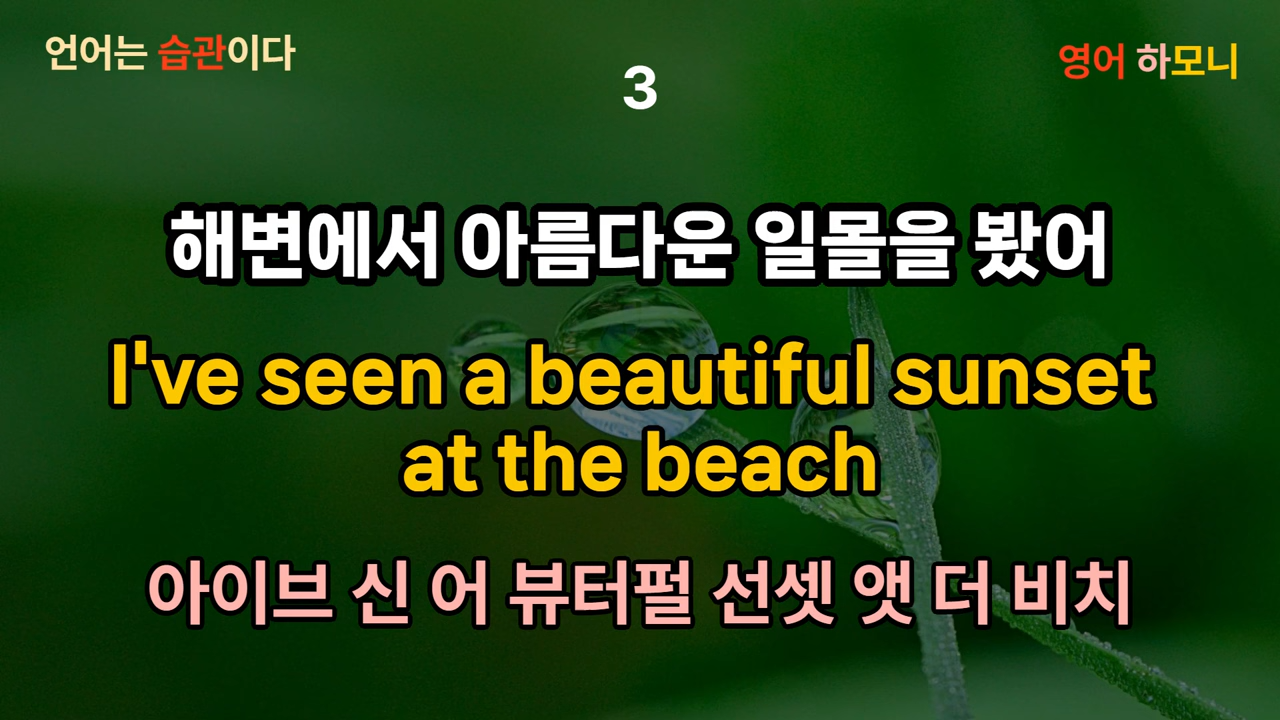 언어는 습관이다
영어 하모니
3
해변에서 아름다운 일몰을 봤어
I've seen a beautiful sunset
at the beach
아이브 신 어 뷰터펄 선셋 앳 더 비치